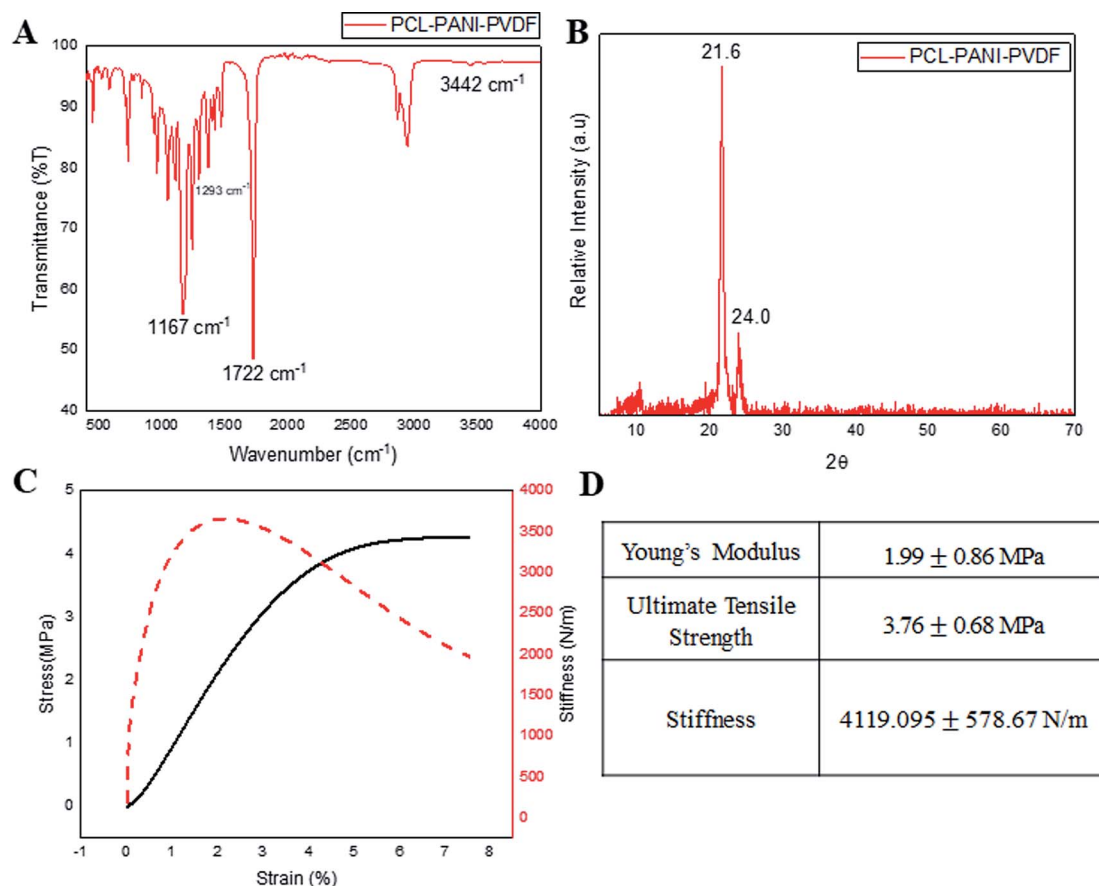 A
PCL-PANI-PVDF
100
90
80
70
60
50
40
Transmittance (%T)
3442 cm⁻¹
1293 cm⁻¹
1167 cm⁻¹
1722 cm⁻¹
500 1000 1500 2000 2500 3000 3500 4000
Wavenumber (cm⁻¹)
B
21.6
PCL-PANI-PVDF
24.0
Relative Intensity (a.u)
10 20 30 40 50 60 70
2θ
C
5
4
3
2
1
0
Stress(MPa)
4000
3500
3000
2500
2000
1500
1000
500
0
Stiffness (N/m)
-1 0 1 2 3 4 5 6 7 8
Strain (%)
D
Young's Modulus
1.99 ± 0.86 MPa
Ultimate Tensile
Strength
3.76 ± 0.68 MPa
Stiffness
4119.095 ± 578.67 N/m